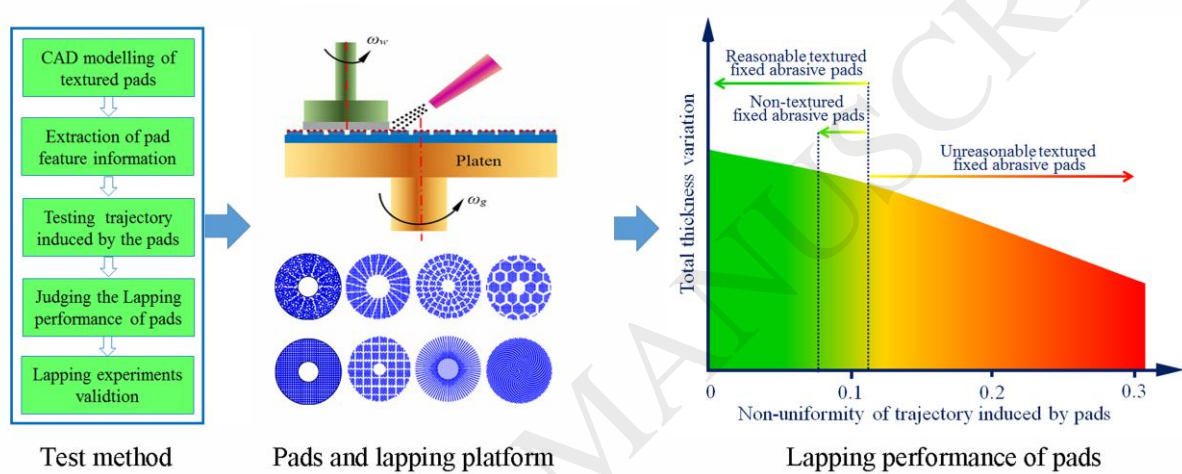 CAD modelling of
textured pads
Extraction of pad
feature information
Testing trajectory
induced by the pads
Judging the Lapping
performance of pads
Lapping experiments
validtion
Test method
ω_w
Platen
ω_g
Pads and lapping platform
Total thickness variation
Reasonable textured
fixed abrasive pads
Non-textured
fixed abrasive pads
Unreasonable textured
fixed abrasive pads
0
0.1
0.2
0.3
Non-uniformity of trajectory induced by pads
Lapping performance of pads
MANUSCRI